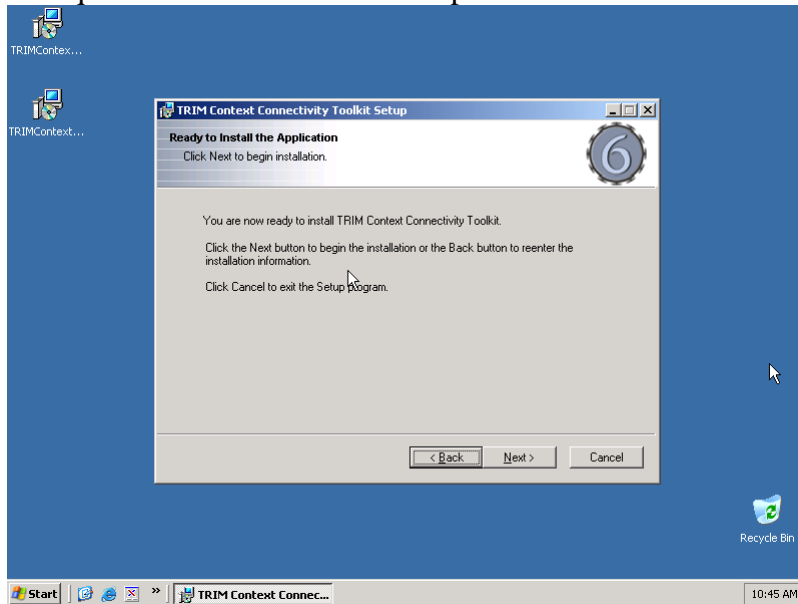 TRIMContex...
TRIMContext...
TRIM Context Connectivity Toolkit Setup
Ready to Install the Application
Click Next to begin installation.
6
You are now ready to install TRIM Context Connectivity Toolkit.
Click the Next button to begin the installation or the Back button to reenter the
installation information.
Click Cancel to exit the Setup program.
< Back
Next >
Cancel
Recycle Bin
Start
»
TRIM Context Connec...
10:45 AM